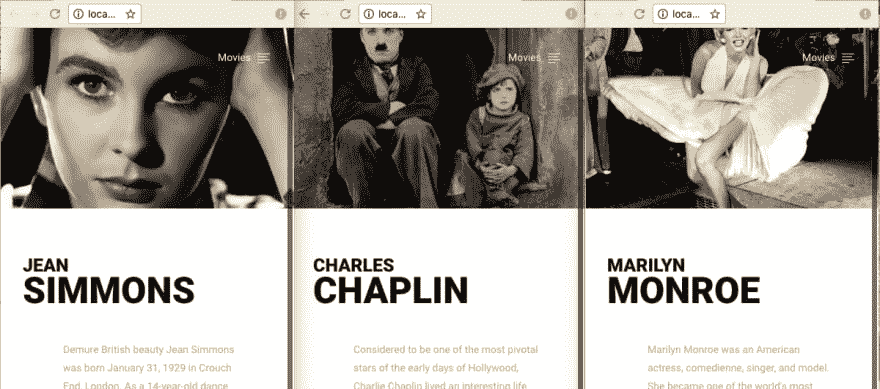 loca...
Movies
JEAN
SIMMONS
Demure British beauty Jean Simmons
was born January 31, 1929 in Crouch
End, London. As a 14-year-old dance
loca...
Movies
CHARLES
CHAPLIN
Considered to be one of the most pivotal
stars of the early days of Hollywood,
Charlie Chaplin lived an interesting life
loca...
Movies
MARILYN
MONROE
Marilyn Monroe was an American
actress, comedienne, singer, and model.
She became one of the world's most